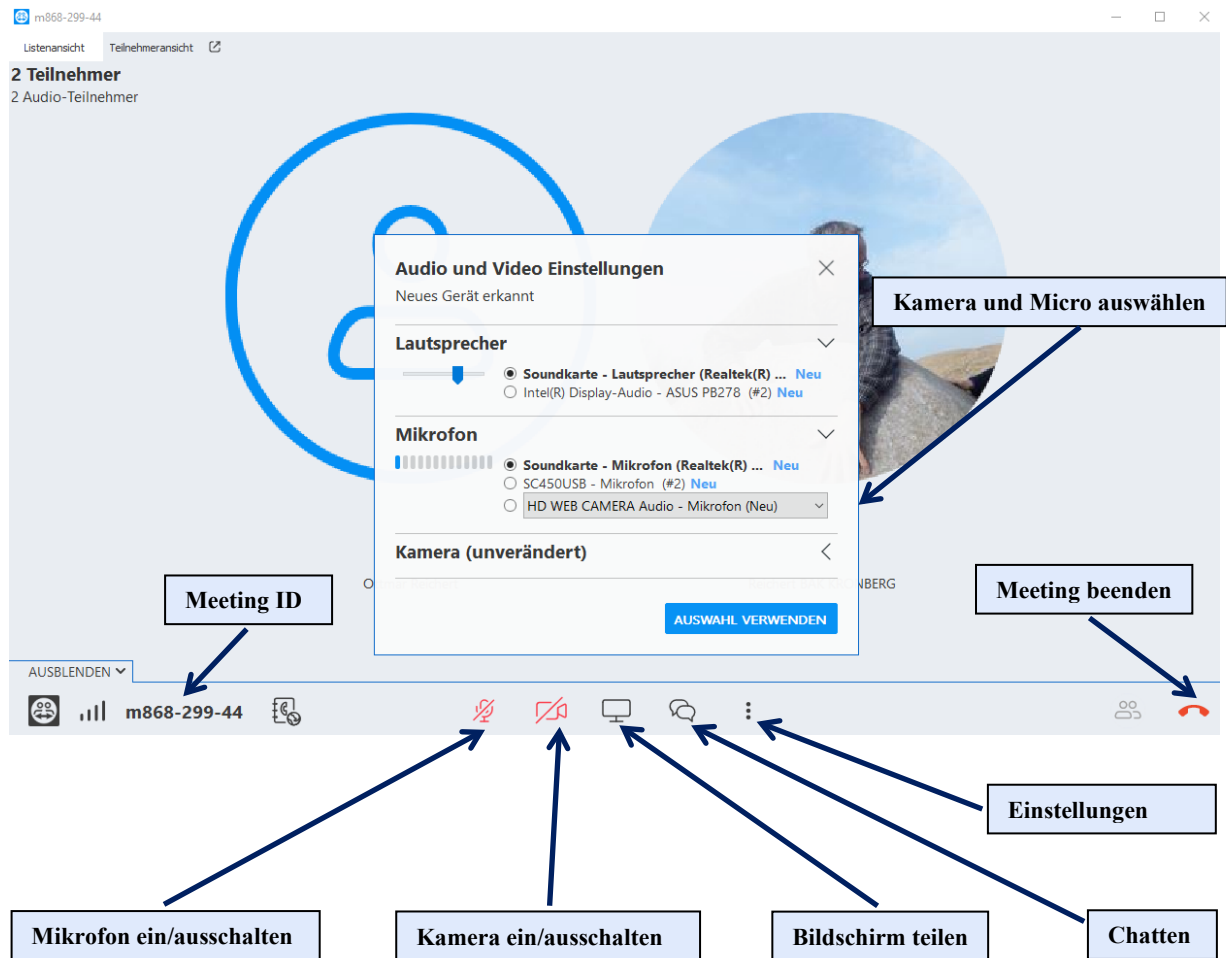 m868-299-44
Listenansicht Teilnehmeransicht
2 Teilnehmer
2 Audio-Teilnehmer
Audio und Video Einstellungen
Neues Gerät erkannt
Kamera und Micro auswählen
Lautsprecher
Soundkarte - Lautsprecher (Realtek(R) ... Neu
Intel(R) Display-Audio - ASUS PB278 (#2) Neu
Mikrofon
Soundkarte - Mikrofon (Realtek(R) ... Neu
SC450USB - Mikrofon (#2) Neu
HD WEB CAMERA Audio - Mikrofon (Neu)
Kamera (unverändert)
Meeting ID
Meeting beenden
AUSWAHL VERWENDEN
AUSBLENDEN
m868-299-44
Einstellungen
Mikrofon ein/ausschalten
Kamera ein/ausschalten
Bildschirm teilen
Chatten